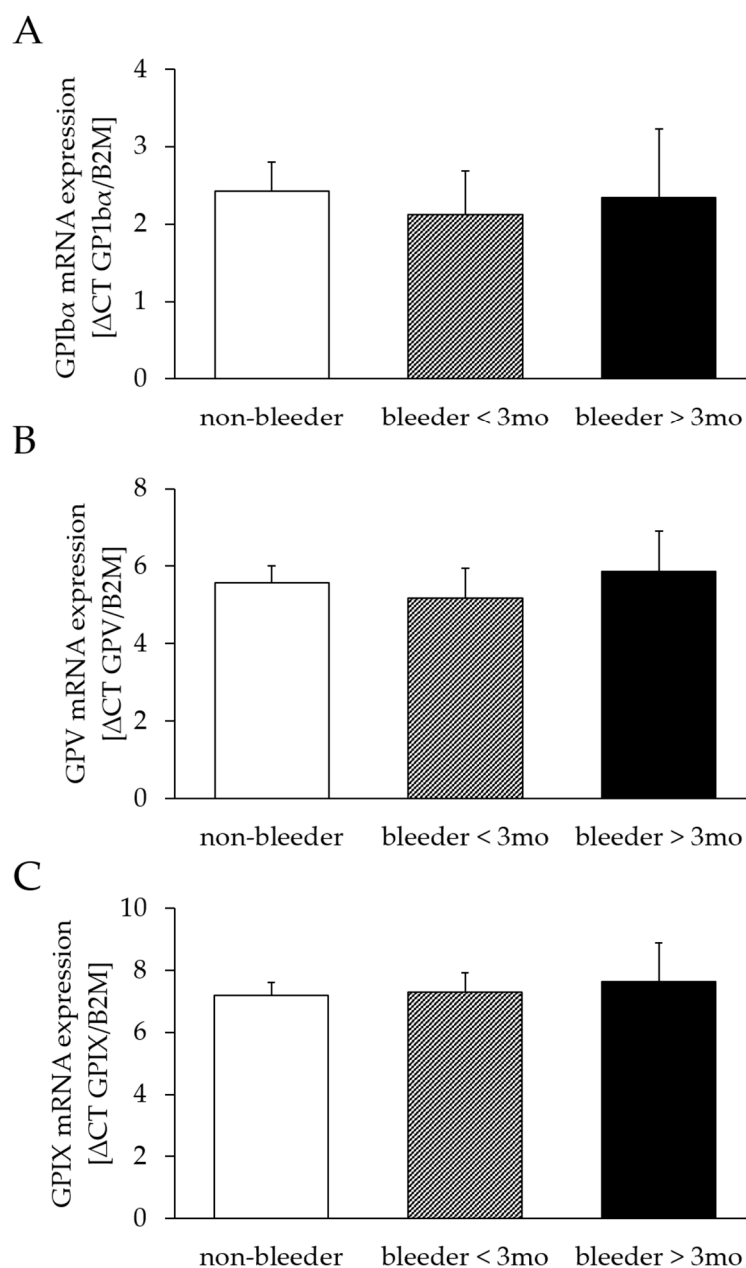 A
GPIbα mRNA expression
[ΔCT GP1bα/B2M]
4
3
2
1
0
non-bleeder
bleeder < 3mo
bleeder > 3mo
B
GPV mRNA expression
[ΔCT GPV/B2M]
8
6
4
2
0
non-bleeder
bleeder < 3mo
bleeder > 3mo
C
GPIX mRNA expression
[ΔCT GPIX/B2M]
10
8
6
4
2
0
non-bleeder
bleeder < 3mo
bleeder > 3mo